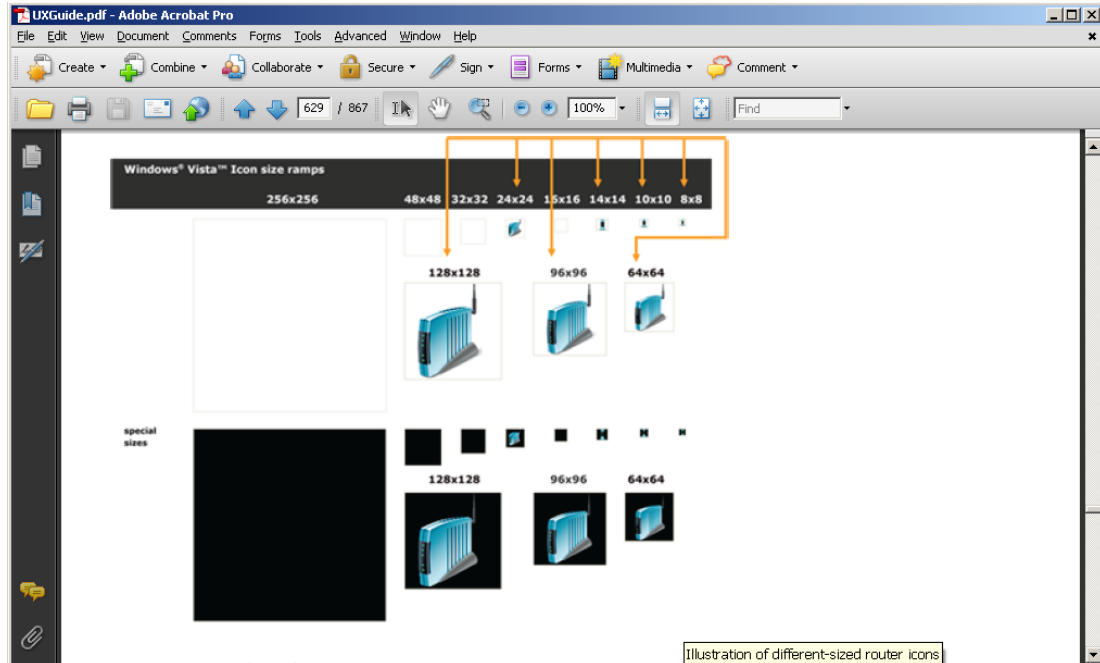 UXGuide.pdf - Adobe Acrobat Pro
File Edit View Document Comments Forms Tools Advanced Window Help
Create Combine Collaborate Secure Sign Forms Multimedia Comment
629 / 867 100% Find
Windows® Vista™ Icon size ramps
256x256 48x48 32x32 24x24 16x16 14x14 10x10 8x8
128x128 96x96 64x64
special
sizes
128x128 96x96 64x64
Illustration of different-sized router icons